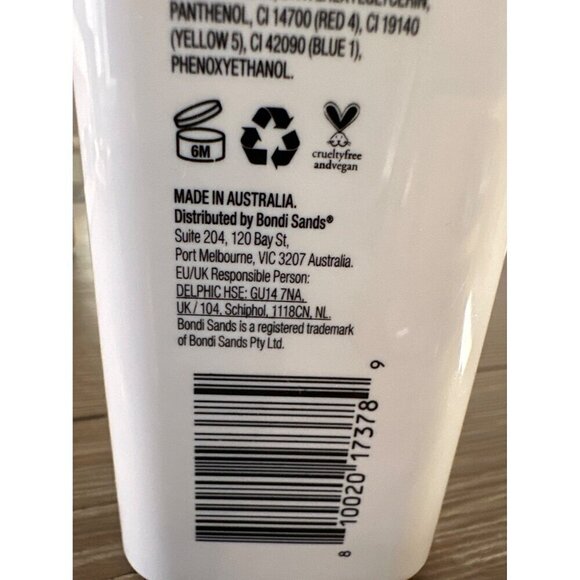 PANTHENOL, CI 14700 (RED 4), CI 19140
(YELLOW 5), CI 42090 (BLUE 1),
PHENOXYETHANOL.
6M
crueltyfree
andvegan
MADE IN AUSTRALIA.
Distributed by Bondi Sands®
Suite 204, 120 Bay St,
Port Melbourne, VIC 3207 Australia.
EU/UK Responsible Person:
DELPHIC HSE: GU14 7NA,
UK / 104, Schiphol, 1118CN, NL.
Bondi Sands is a registered trademark
of Bondi Sands Pty Ltd.
8 10020 17378 9